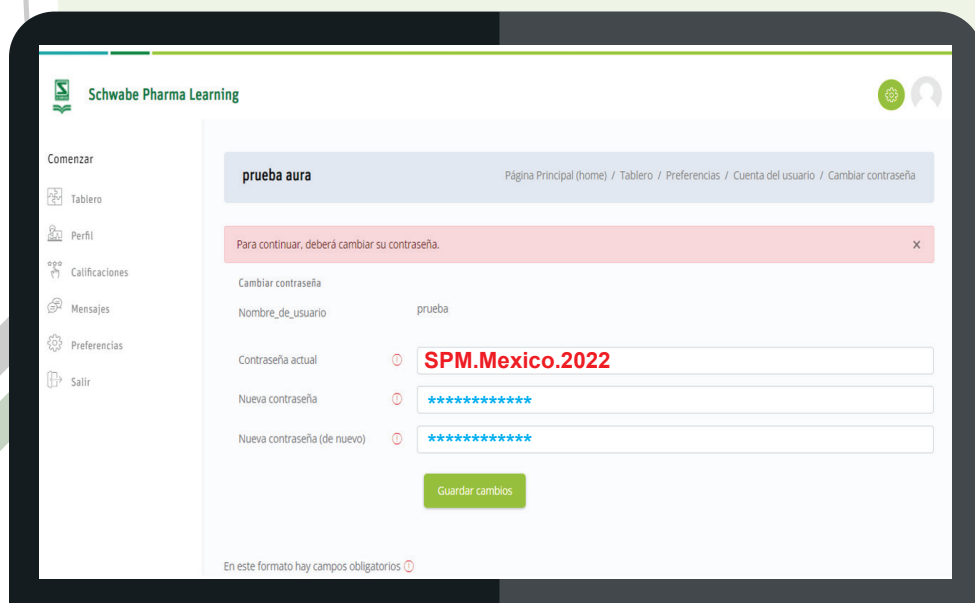 Schwabe Pharma Learning
Comenzar
Tablero
Perfil
Calificaciones
Mensajes
Preferencias
Salir
prueba aura
Página Principal (home) / Tablero / Preferencias / Cuenta del usuario / Cambiar contraseña
Para continuar, deberá cambiar su contraseña. ×
Cambiar contraseña
Nombre_de_usuario prueba
Contraseña actual SPM.Mexico.2022
Nueva contraseña ************
Nueva contraseña (de nuevo) ************
Guardar cambios
En este formato hay campos obligatorios